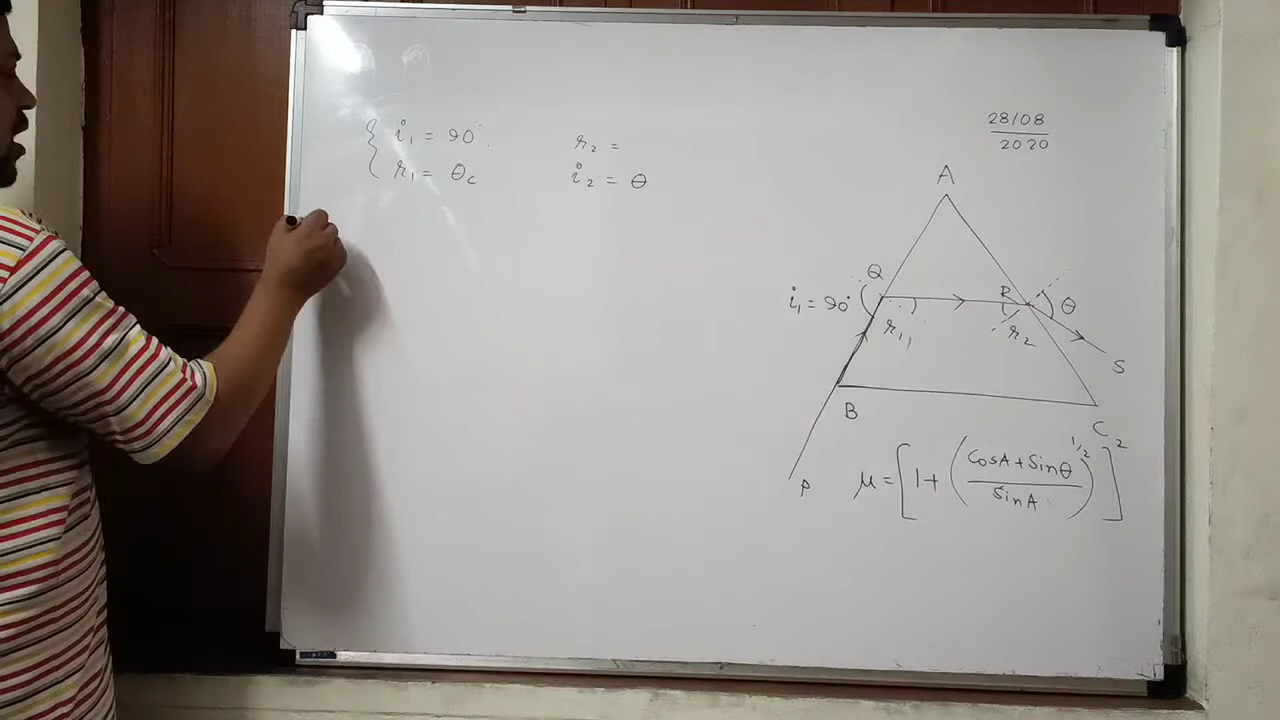 { i₁ = 90°
r₁ = θc
r₂ =
i₂ = θ
28/08
2020
A
Q
i₁ = 90°
R
θ
r₁,
r₂
S
B
C
P
μ = [1 + ((CosA + Sinθ)/SinA)^1/2]^2